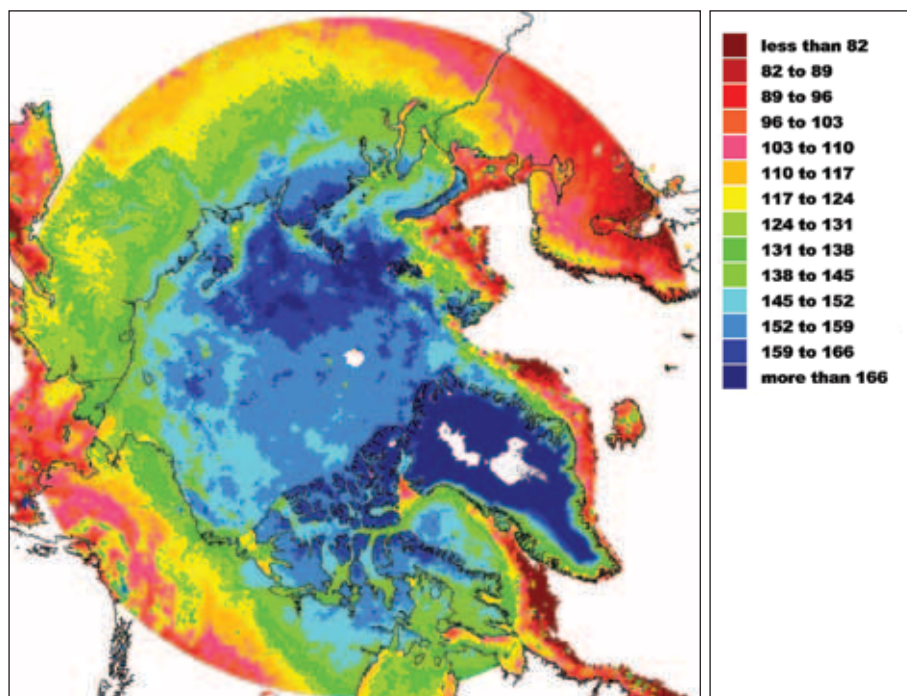 less than 82
82 to 89
89 to 96
96 to 103
103 to 110
110 to 117
117 to 124
124 to 131
131 to 138
138 to 145
145 to 152
152 to 159
159 to 166
more than 166